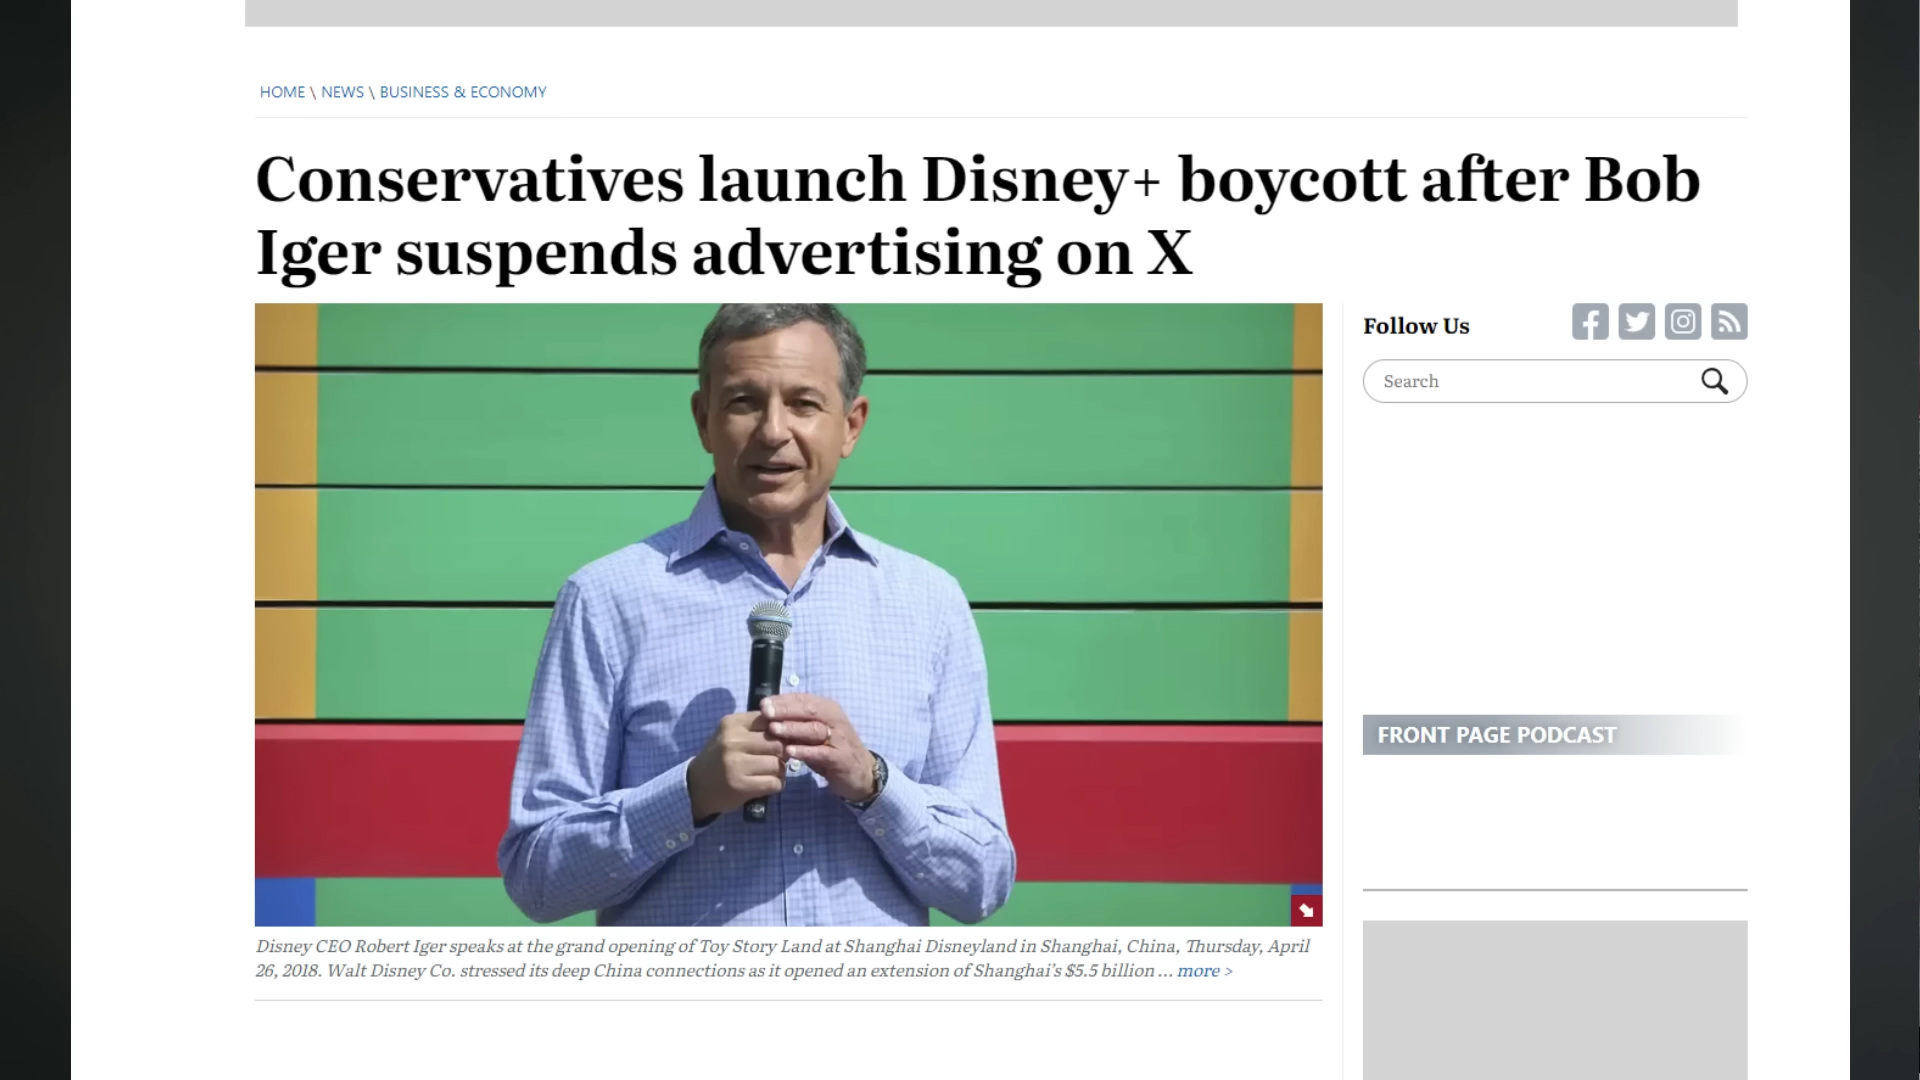 HOME \ NEWS \ BUSINESS & ECONOMY
Conservatives launch Disney+ boycott after Bob
Iger suspends advertising on X
Follow Us
Search
FRONT PAGE PODCAST
Disney CEO Robert Iger speaks at the grand opening of Toy Story Land at Shanghai Disneyland in Shanghai, China, Thursday, April
26, 2018. Walt Disney Co. stressed its deep China connections as it opened an extension of Shanghai's $5.5 billion ... more >